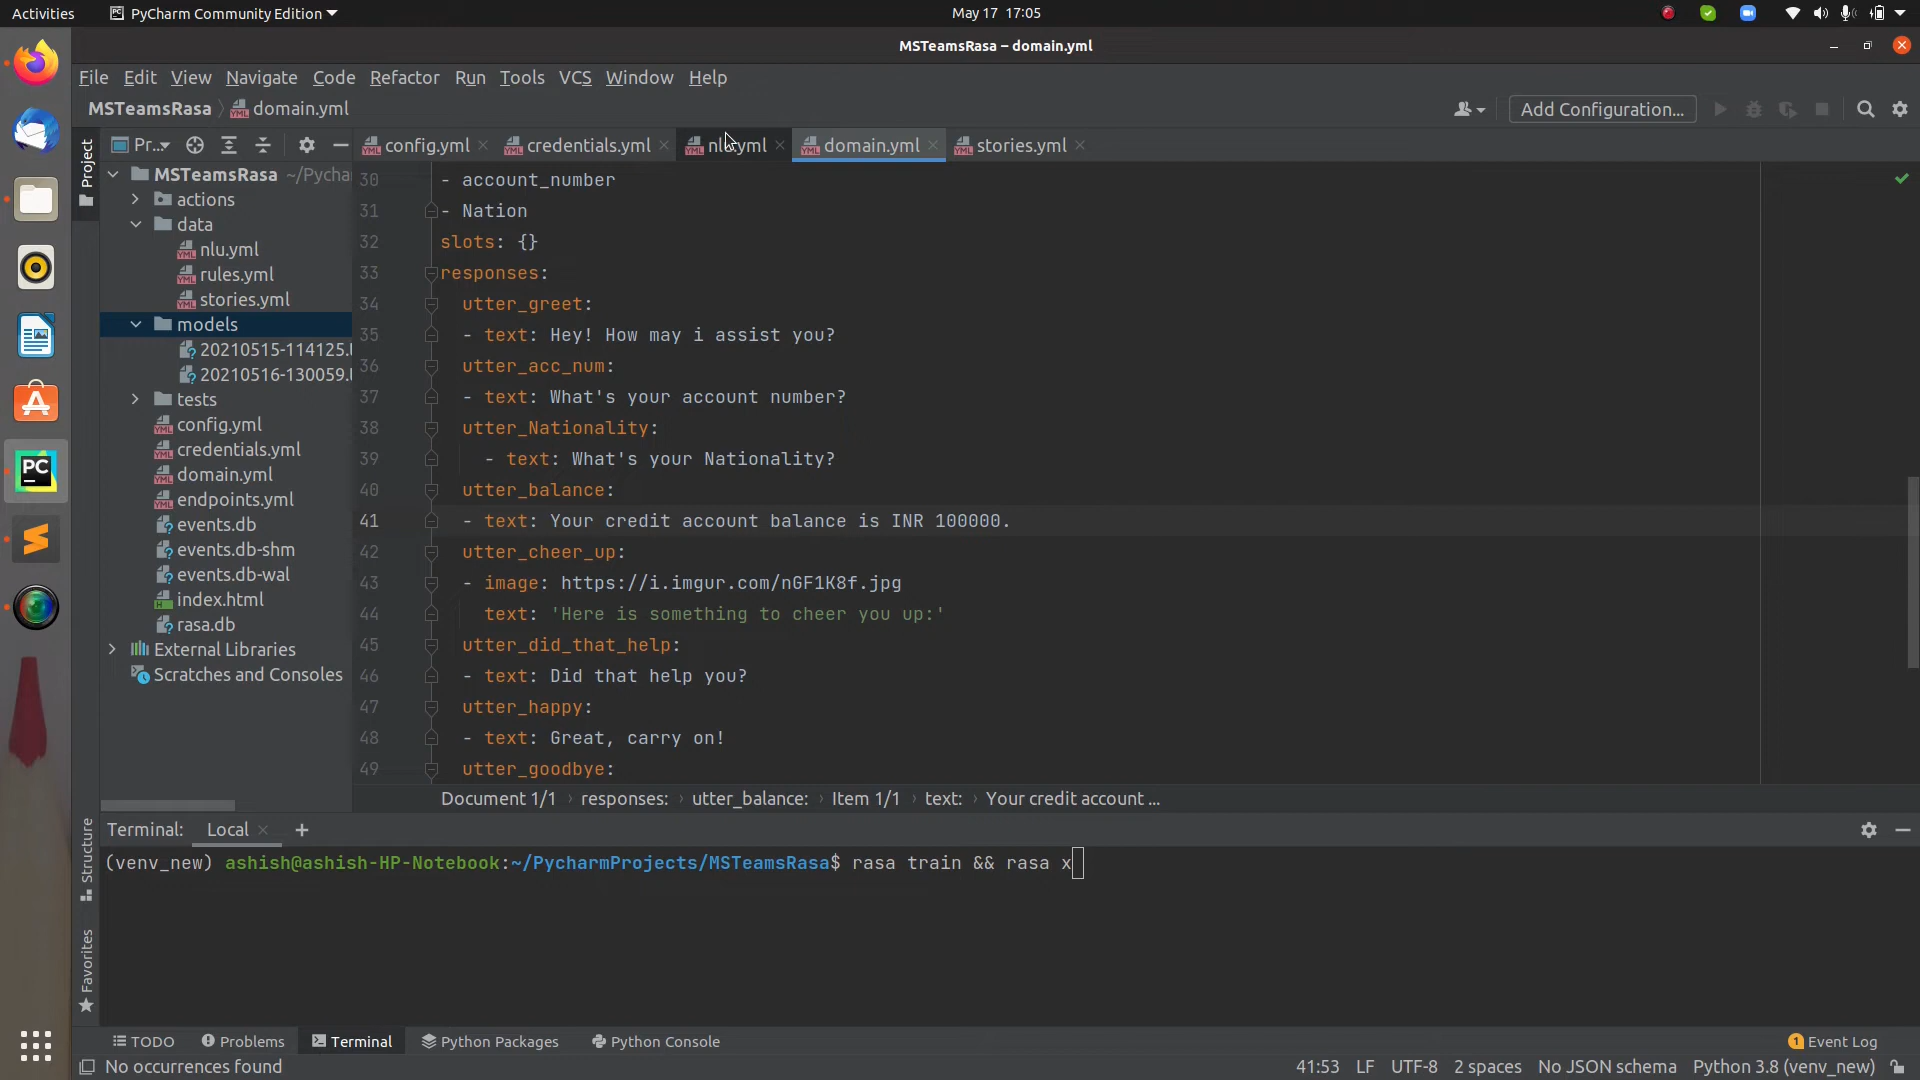 Activities PyCharm Community Edition May 17 17:05
MSTeamsRasa – domain.yml
File Edit View Navigate Code Refactor Run Tools VCS Window Help
MSTeamsRasa domain.yml Add Configuration...
Project
Pr... config.yml credentials.yml domain.yml stories.yml
MSTeamsRasa ~/Pycha
actions
data
nlu.yml
rules.yml
stories.yml
models
20210515-114125.
20210516-130059.
tests
config.yml
credentials.yml
domain.yml
endpoints.yml
events.db
events.db-shm
events.db-wal
index.html
rasa.db
External Libraries
Scratches and Consoles
30 - account_number
31 - Nation
32 slots: {}
33 responses:
34 utter_greet:
35 - text: Hey! How may i assist you?
36 utter_acc_num:
37 - text: What's your account number?
38 utter_Nationality:
39 - text: What's your Nationality?
40 utter_balance:
41 - text: Your credit account balance is INR 100000.
42 utter_cheer_up:
43 - image: https://i.imgur.com/nGF1K8f.jpg
44 text: 'Here is something to cheer you up:'
45 utter_did_that_help:
46 - text: Did that help you?
47 utter_happy:
48 - text: Great, carry on!
49 utter_goodbye:
Document 1/1 › responses: › utter_balance: › Item 1/1 › text: › Your credit account ...
Terminal: Local +
(venv_new) ashish@ashish-HP-Notebook:~/PycharmProjects/MSTeamsRasa$ rasa train && rasa x
Structure
Favorites
TODO Problems Terminal Python Packages Python Console 1 Event Log
No occurrences found 41:53 LF UTF-8 2 spaces No JSON schema Python 3.8 (venv_new)